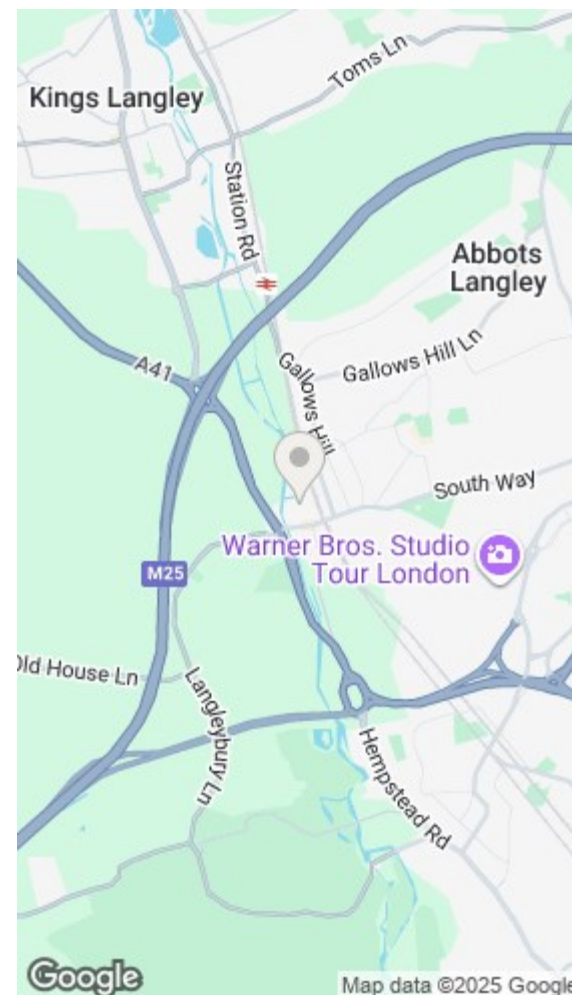 Toms Ln
Kings Langley
Station Rd
Abbots
Langley
A41
Gallows Hill Ln
Gallows Hill
South Way
Warner Bros. Studio
Tour London
M25
Old House Ln
Langleybury Ln
Hempstead Rd
Google
Map data ©2025 Google